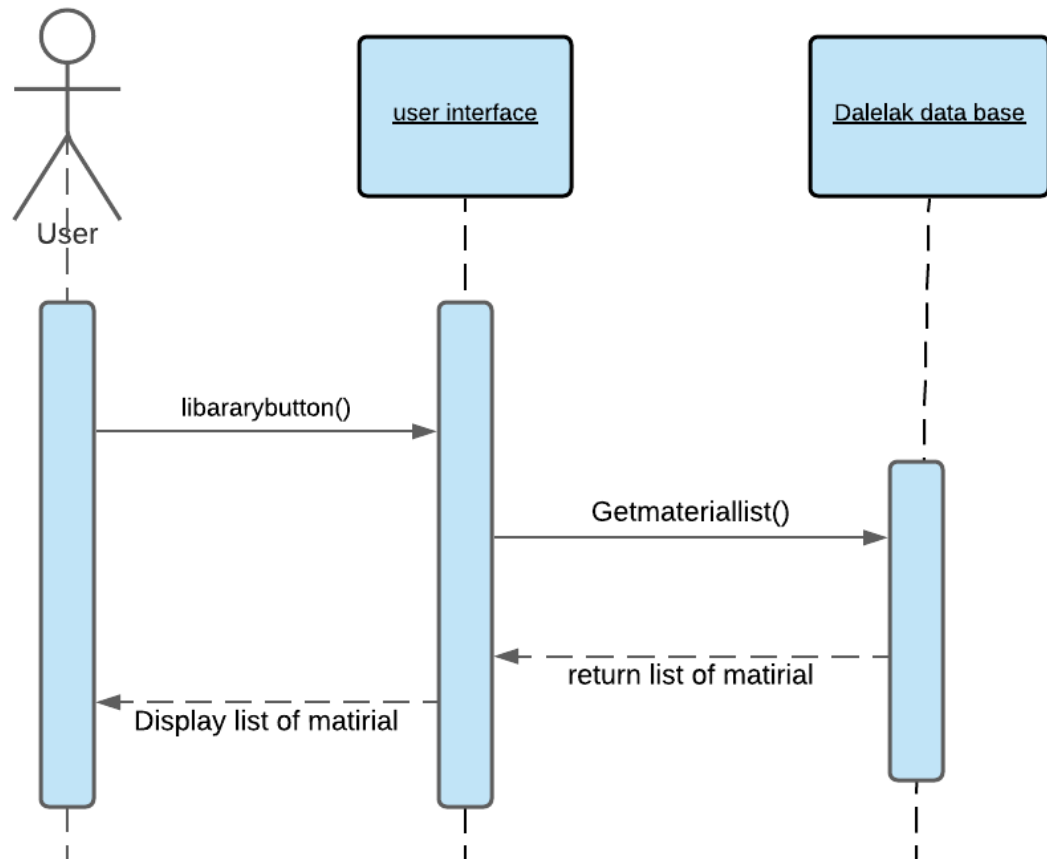 user interface
Dalelak data base
User
libararybutton()
Getmateriallist()
return list of matirial
Display list of matirial